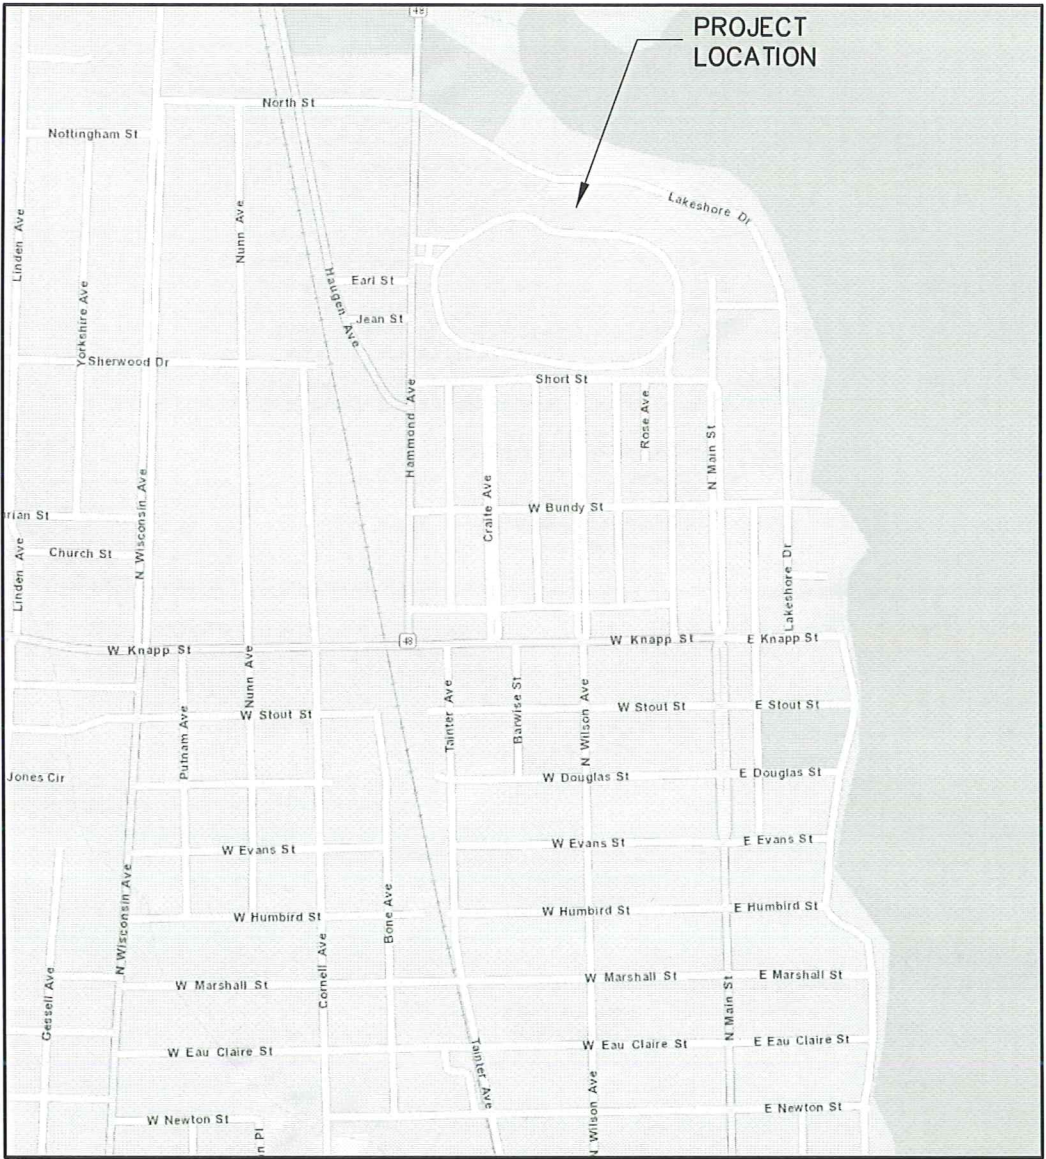 48
PROJECT
LOCATION
North St
Nottingham St
Lakeshore Dr
Linden Ave
Nunn Ave
Yorkshire Ave
Haugen Ave
Earl St
Jean St
Sherwood Dr
Short St
Hammond Ave
Rose Ave
N Main St
N Wisconsin Ave
Craite Ave
W Bundy St
rian St
Church St
Linden Ave
Lakeshore Dr
W Knapp St
48
W Knapp St
E Knapp St
Nunn Ave
Putnam Ave
W Stout St
Tainter Ave
Barwise St
N Wilson Ave
W Stout St
E Stout St
Jones Cir
W Douglas St
E Douglas St
W Evans St
W Evans St
E Evans St
N Wisconsin Ave
W Humbird St
Bone Ave
W Humbird St
E Humbird St
Gessell Ave
Cornell Ave
W Marshall St
W Marshall St
E Marshall St
N Main St
W Eau Claire St
Tainter Ave
W Eau Claire St
E Eau Claire St
W Newton St
n Pl
N Wilson Ave
E Newton St